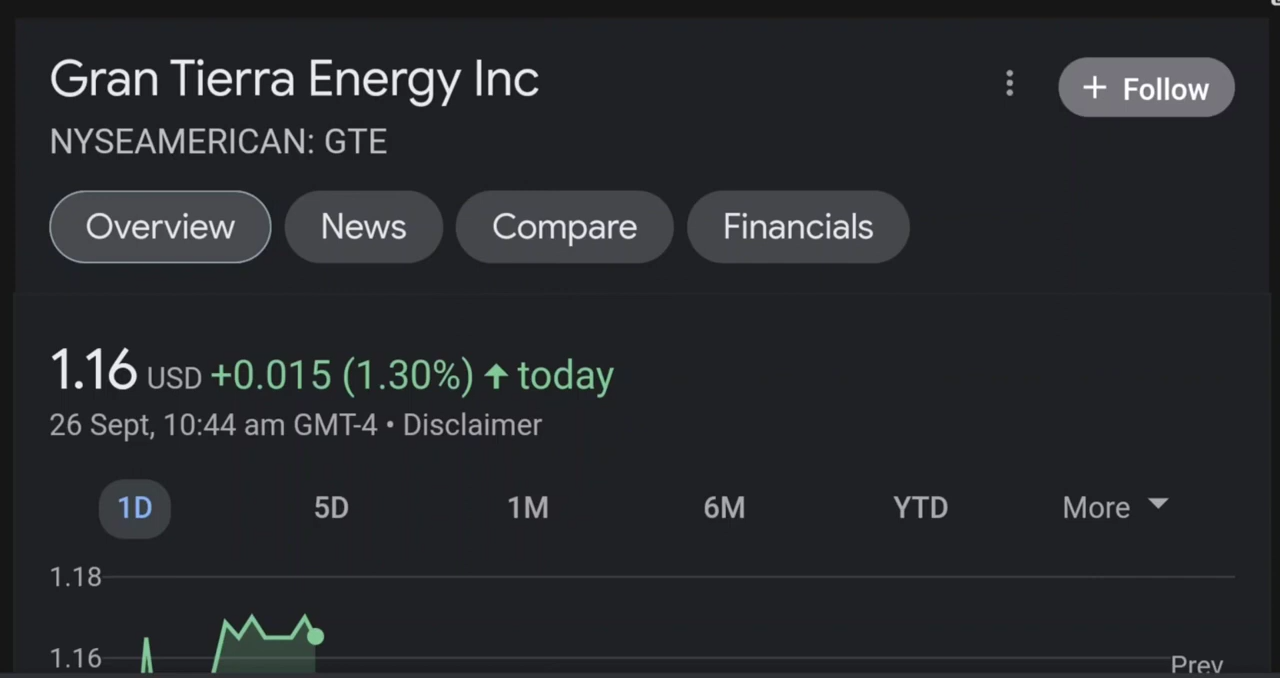 Gran Tierra Energy Inc
+ Follow
NYSEAMERICAN: GTE
Overview News Compare Financials
1.16 USD +0.015 (1.30%) ↑ today
26 Sept, 10:44 am GMT-4 • Disclaimer
1D 5D 1M 6M YTD More
1.18
1.16
Prev